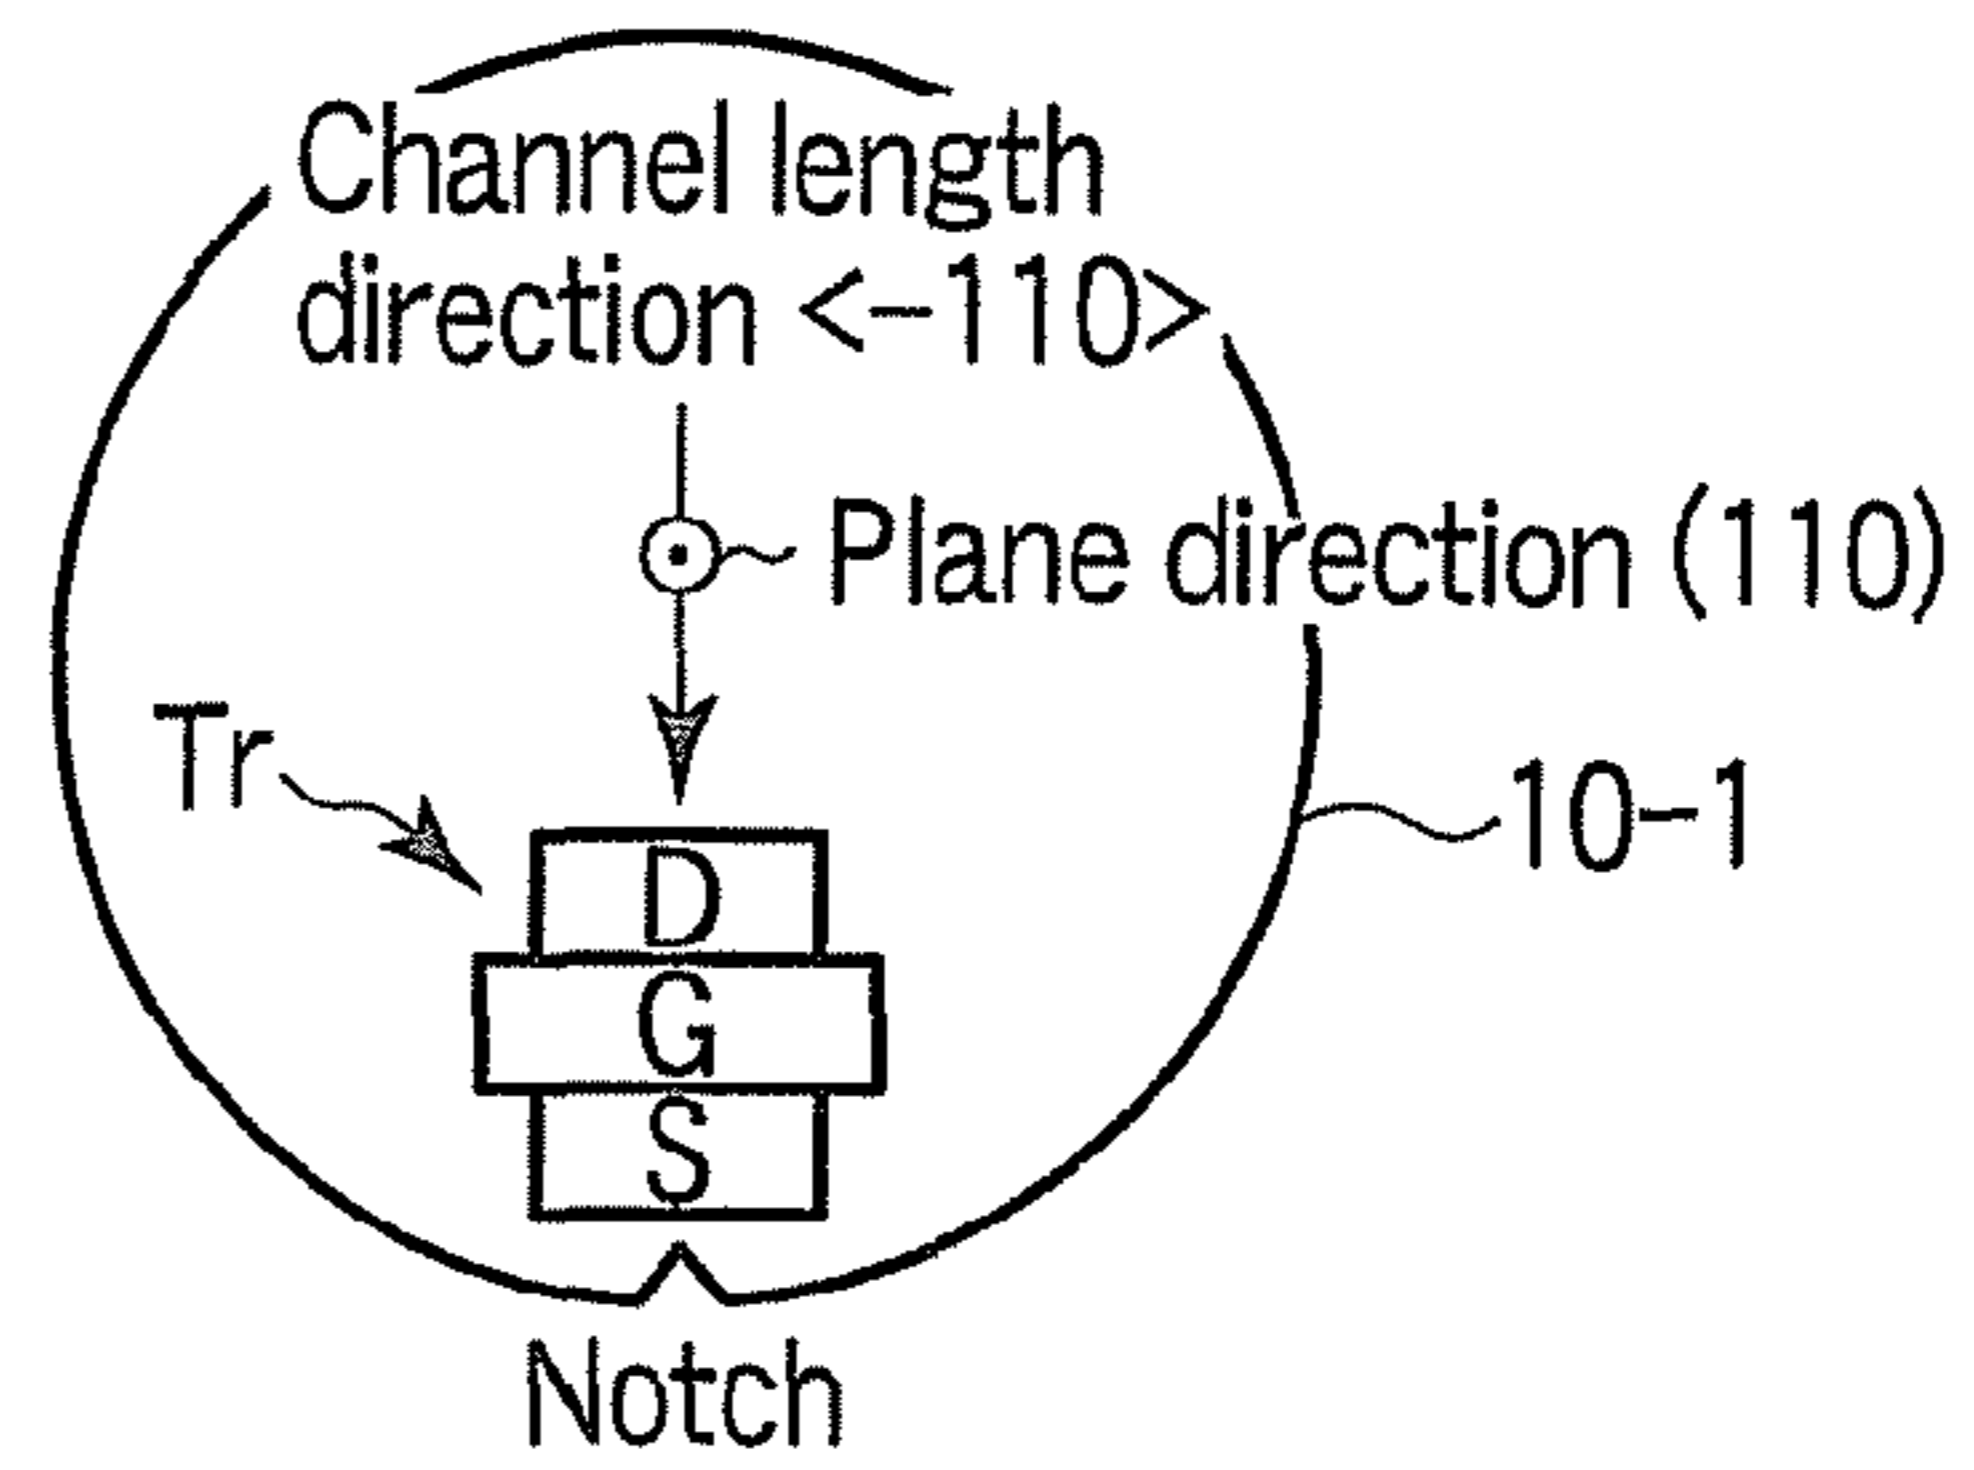 Channel length
direction <-110>
Plane direction (110)
Tr
10-1
D
G
S
Notch